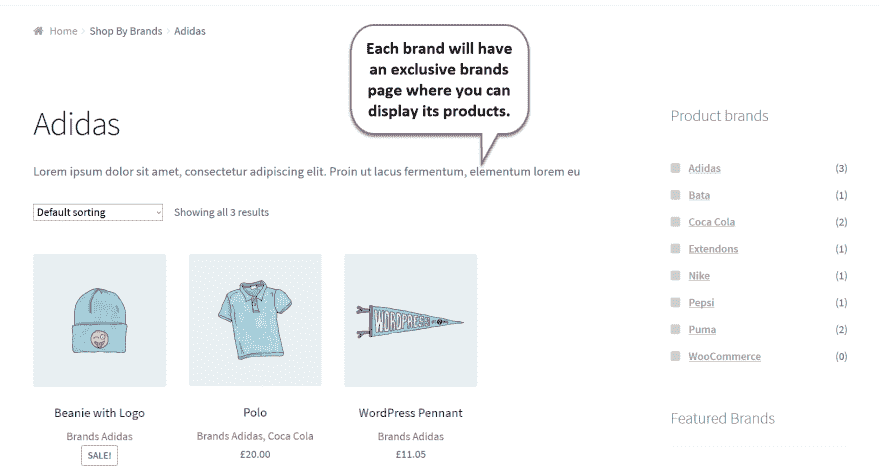 Home › Shop By Brands › Adidas
Each brand will have
an exclusive brands
page where you can
display its products.
Adidas
Lorem ipsum dolor sit amet, consectetur adipiscing elit. Proin ut lacus fermentum, elementum lorem eu
Default sorting
Showing all 3 results
WORDPRESS
Beanie with Logo
Brands Adidas
SALE!
Polo
Brands Adidas, Coca Cola
£20.00
WordPress Pennant
Brands Adidas
£11.05
Product brands
Adidas (3)
Bata (1)
Coca Cola (2)
Extendons (1)
Nike (1)
Pepsi (1)
Puma (2)
WooCommerce (0)
Featured Brands